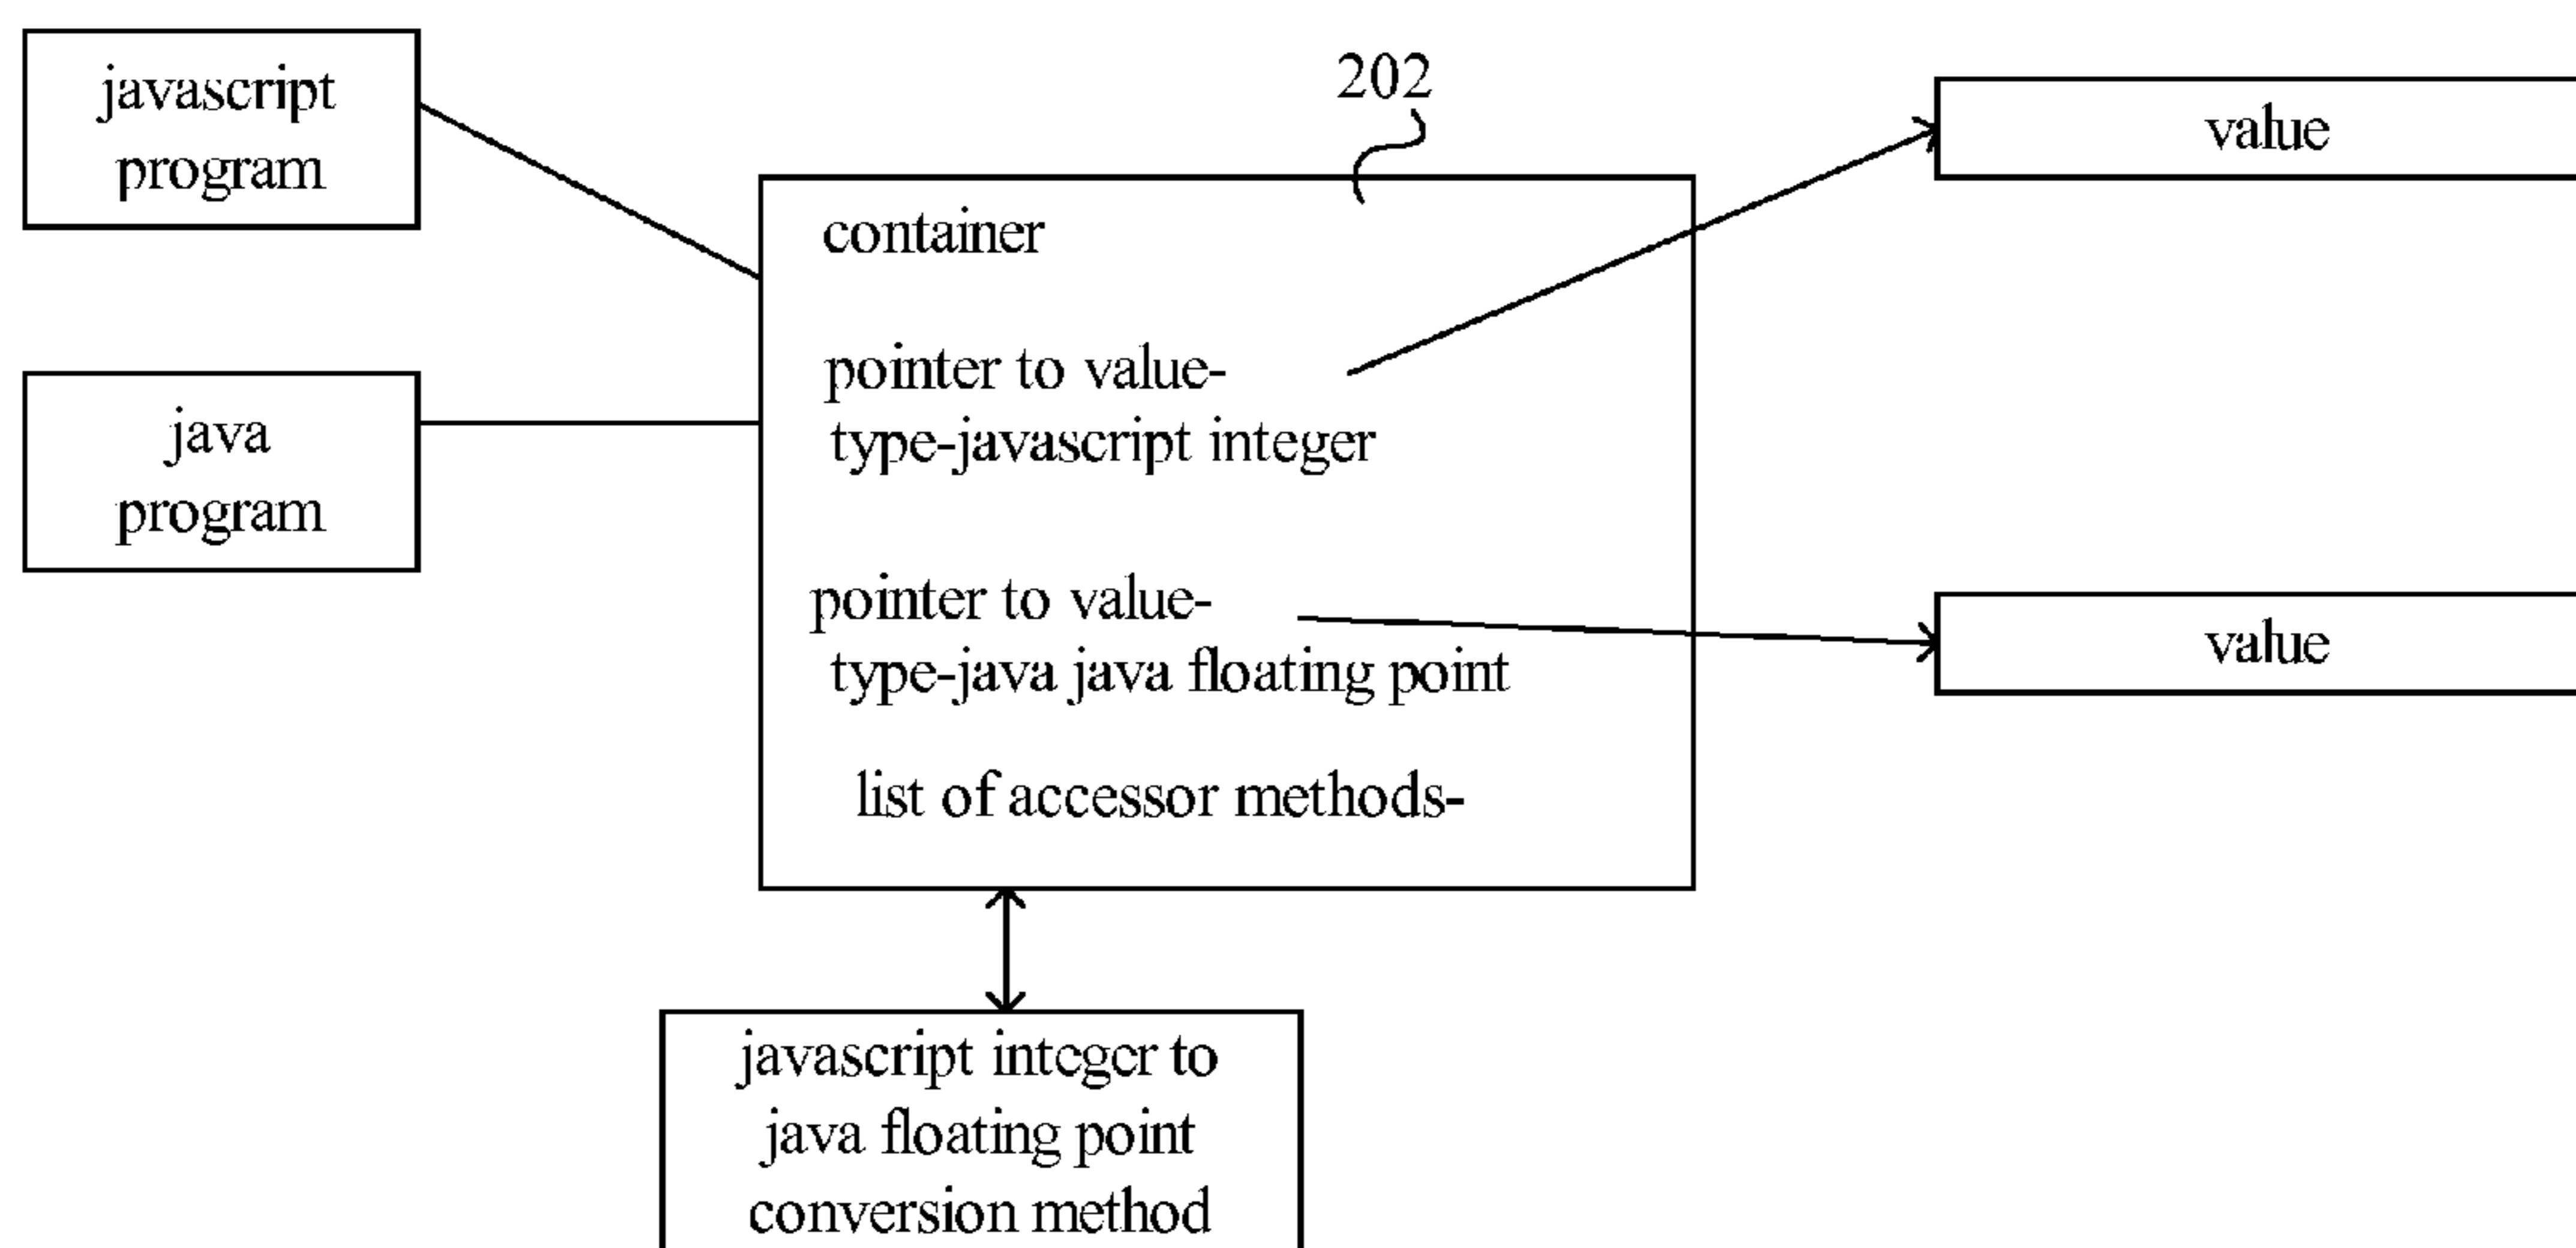 javascript
program
202
value
container
pointer to value-
type-javascript integer
java
program
pointer to value-
type-java java floating point
value
list of accessor methods-
javascript integer to
java floating point
conversion method